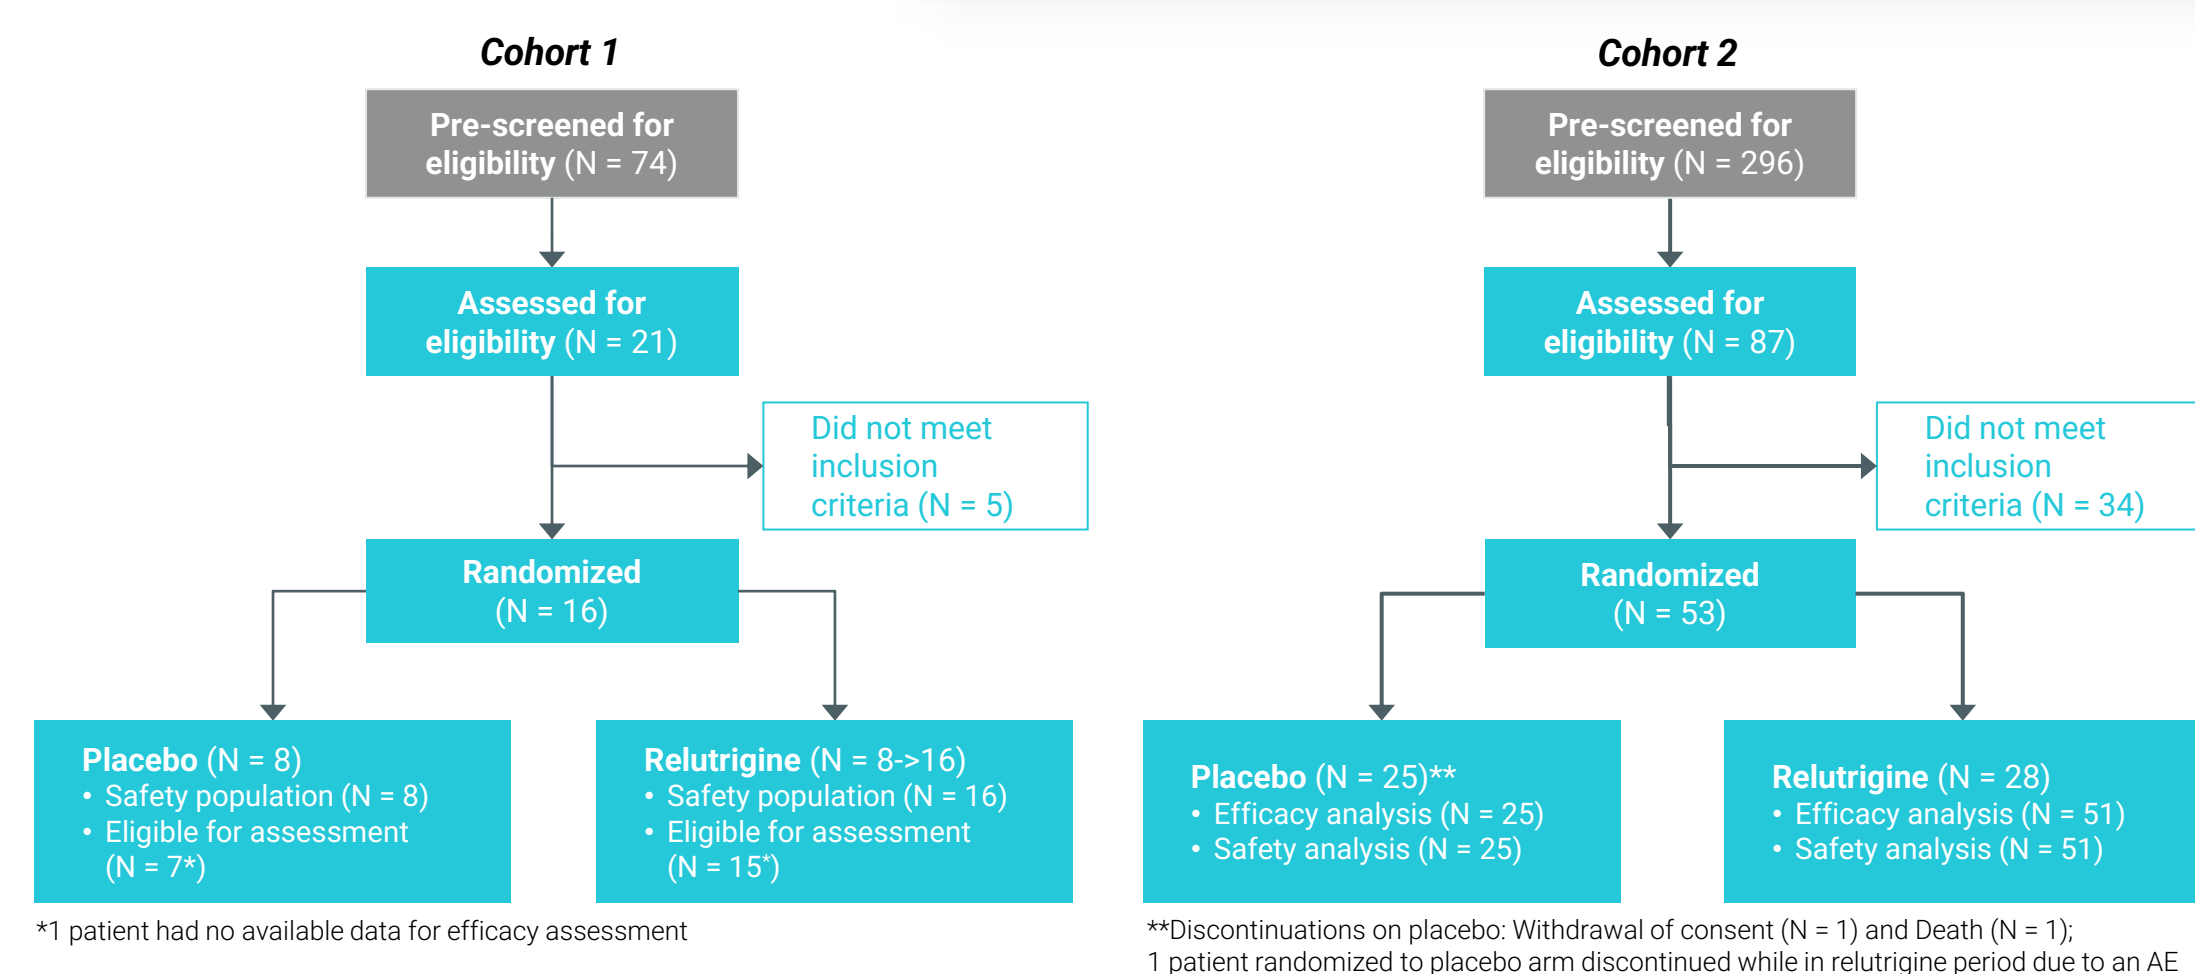 Cohort 1
Pre-screened for
eligibility (N = 74)
Assessed for
eligibility (N = 21)
Did not meet
inclusion
criteria (N = 5)
Randomized
(N = 16)
Placebo (N = 8)
• Safety population (N = 8)
• Eligible for assessment
(N = 7*)
Relutrigine (N = 8->16)
• Safety population (N = 16)
• Eligible for assessment
(N = 15*)
*1 patient had no available data for efficacy assessment
Cohort 2
Pre-screened for
eligibility (N = 296)
Assessed for
eligibility (N = 87)
Did not meet
inclusion
criteria (N = 34)
Randomized
(N = 53)
Placebo (N = 25)**
• Efficacy analysis (N = 25)
• Safety analysis (N = 25)
Relutrigine (N = 28)
• Efficacy analysis (N = 51)
• Safety analysis (N = 51)
**Discontinuations on placebo: Withdrawal of consent (N = 1) and Death (N = 1);
1 patient randomized to placebo arm discontinued while in relutrigine period due to an AE